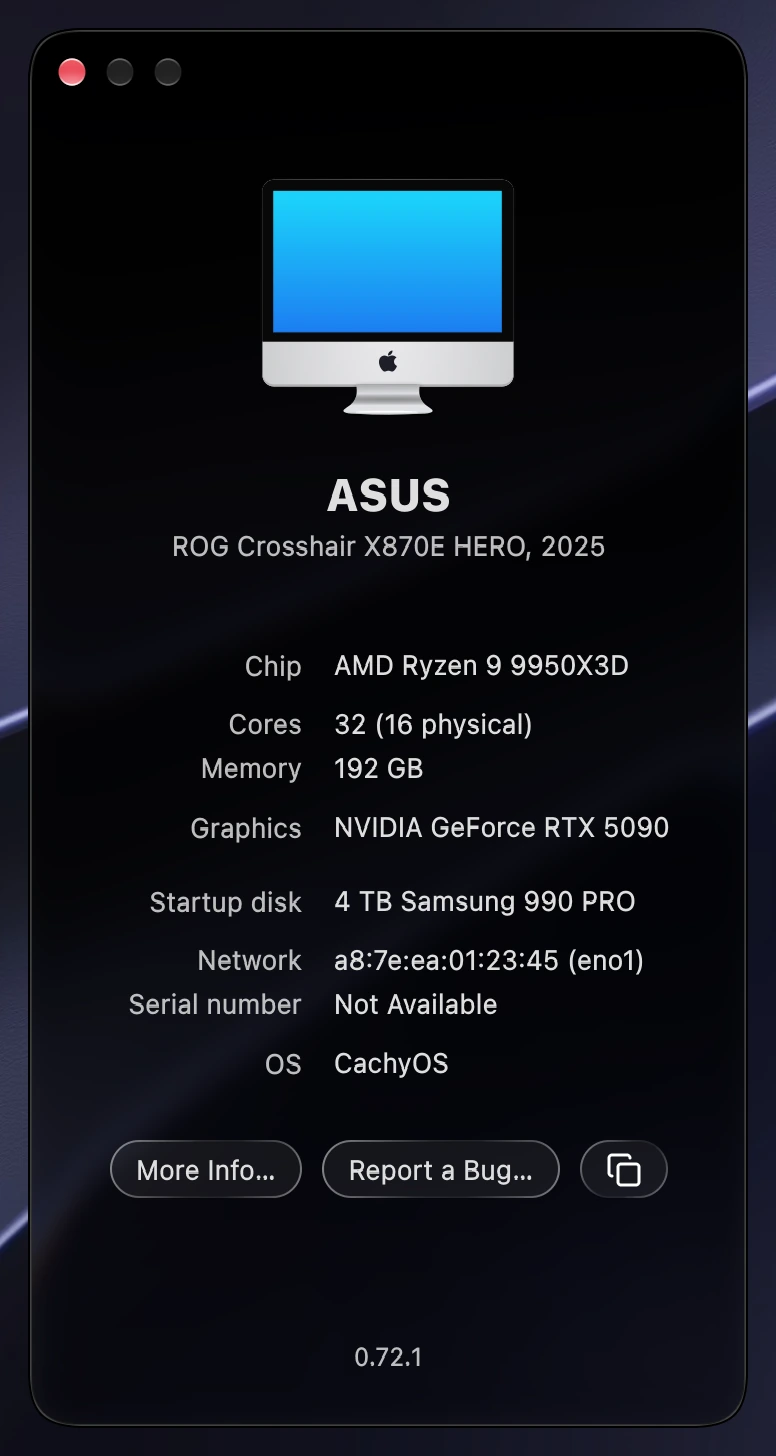 ASUS
ROG Crosshair X870E HERO, 2025
Chip AMD Ryzen 9 9950X3D
Cores 32 (16 physical)
Memory 192 GB
Graphics NVIDIA GeForce RTX 5090
Startup disk 4 TB Samsung 990 PRO
Network a8:7e:ea:01:23:45 (eno1)
Serial number Not Available
OS CachyOS
More Info... Report a Bug...
0.72.1